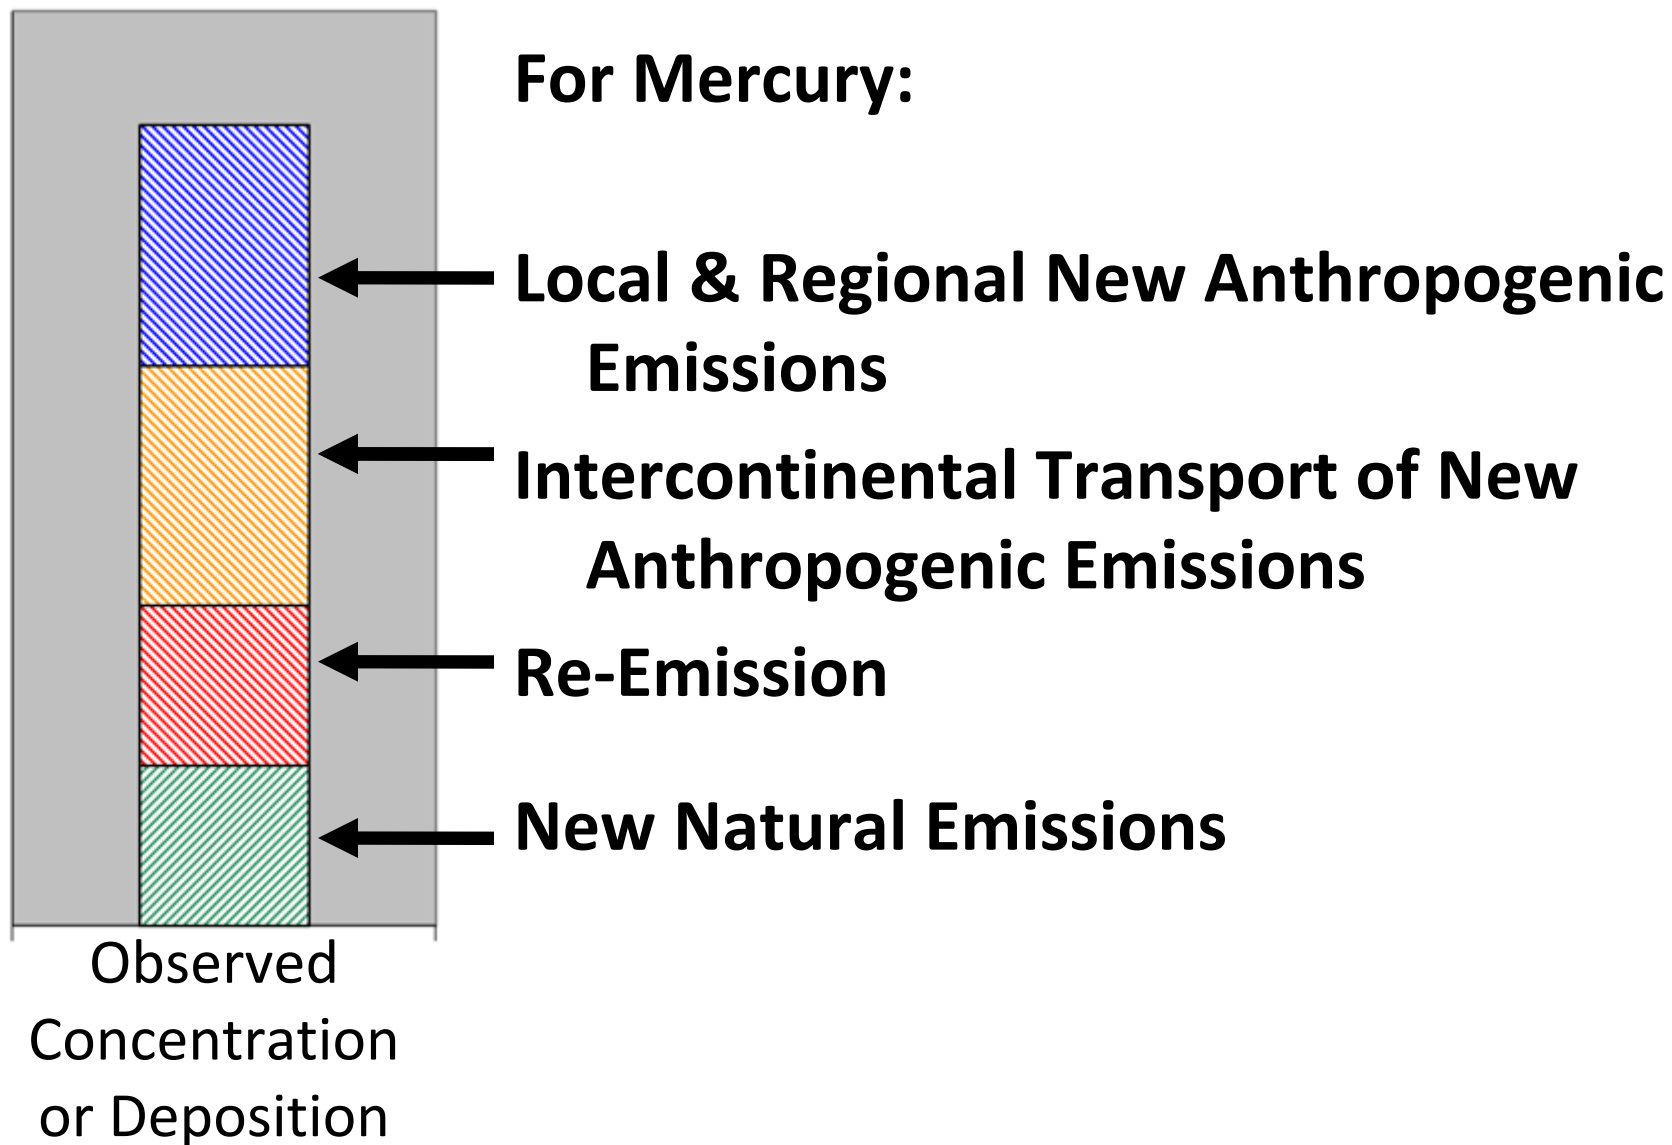 For Mercury:
Local & Regional New Anthropogenic
Emissions
Intercontinental Transport of New
Anthropogenic Emissions
Re-Emission
New Natural Emissions
Observed
Concentration
or Deposition